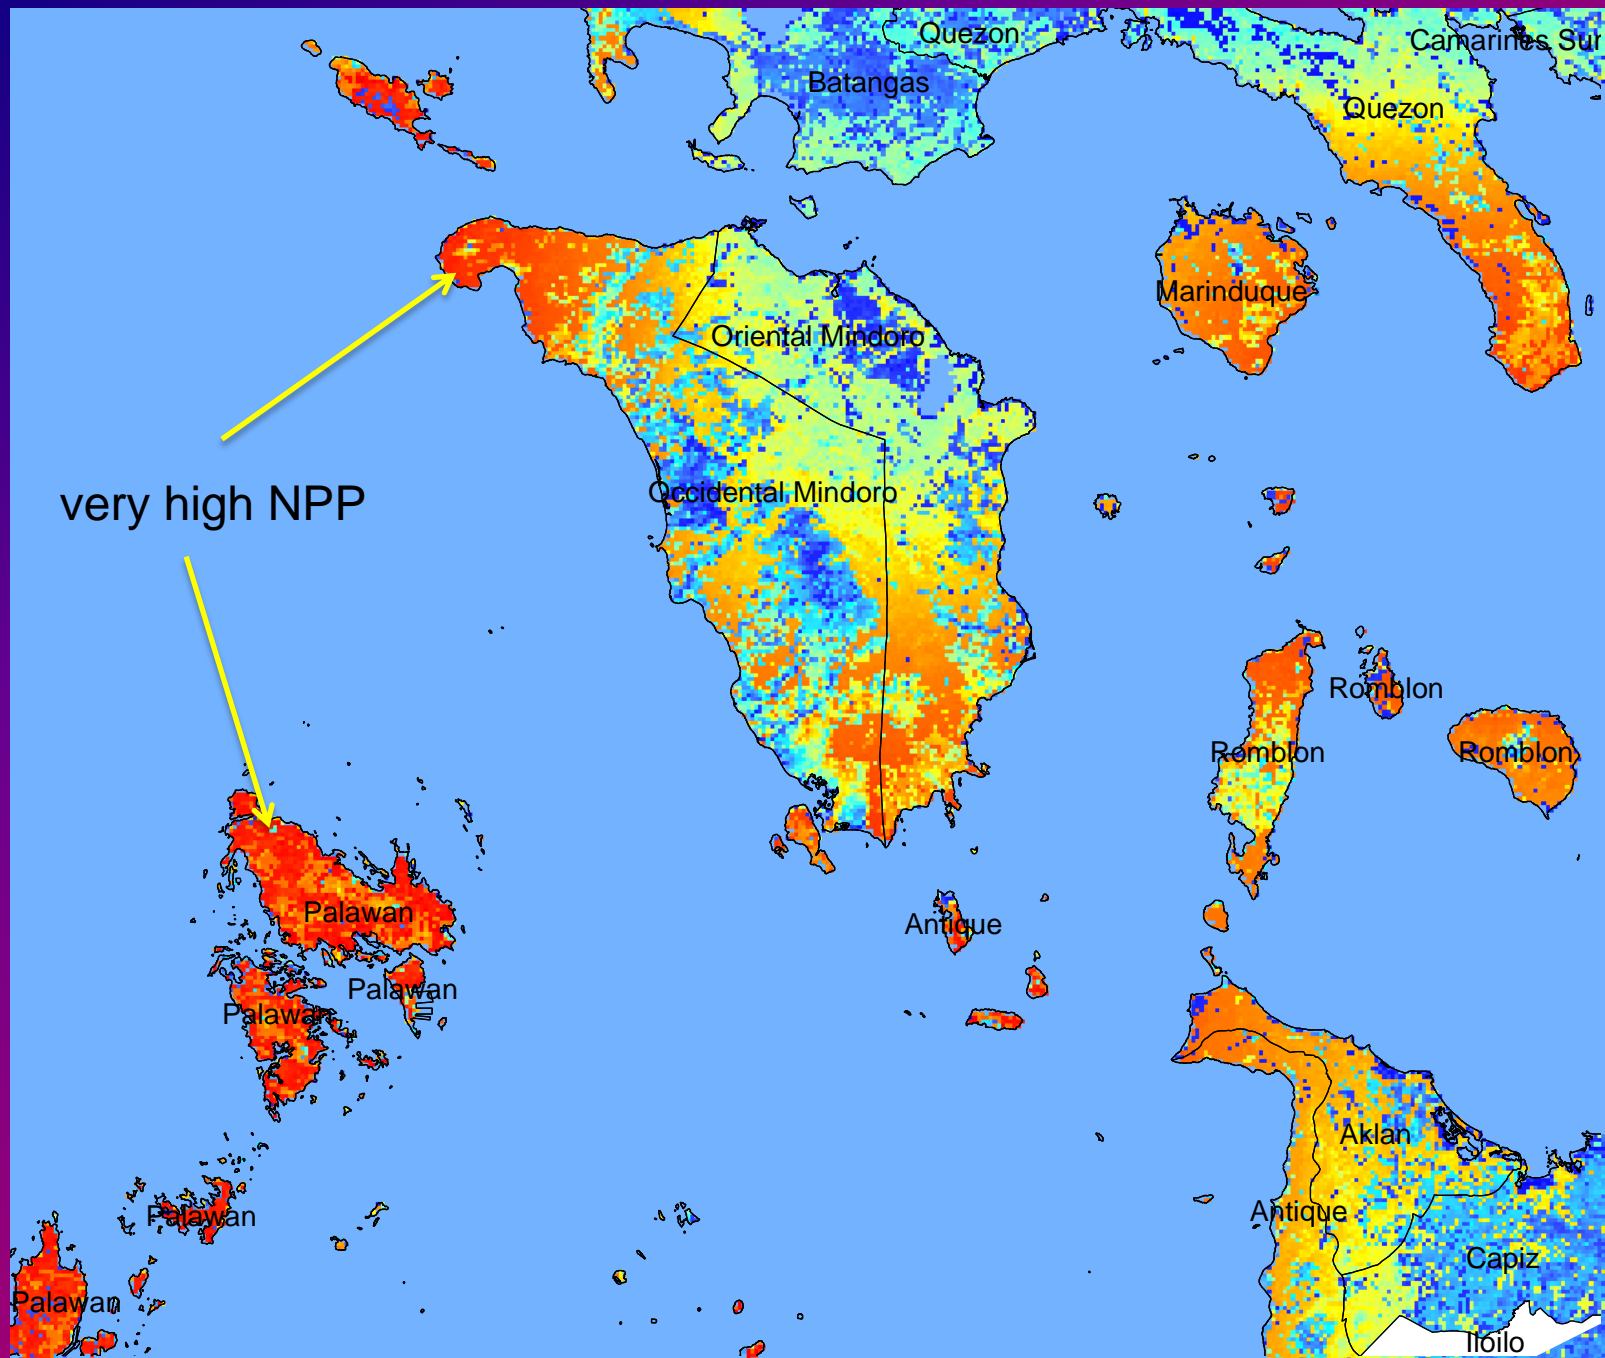 Quezon
Camarines Sur
Batangas
Quezon
Marinduque
Oriental Mindoro
very high NPP
Occidental Mindoro
Romblon
Romblon
Romblon
Palawan
Antique
Palawan
Palawan
Aklan
Palawan
Antique
Capiz
Palawan
Iloilo